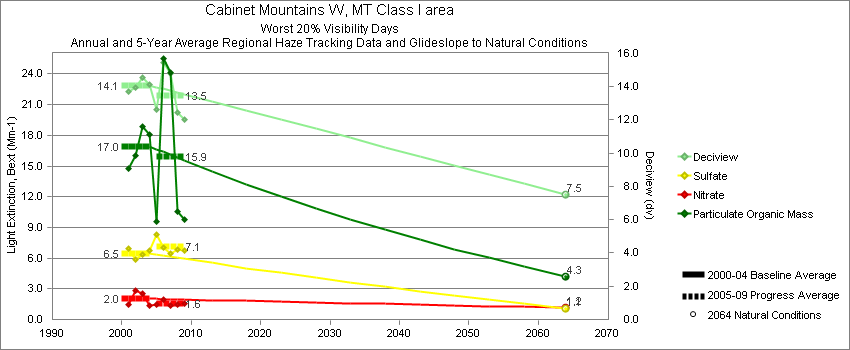 Cabinet Mountains W, MT Class I area
Worst 20% Visibility Days
Annual and 5-Year Average Regional Haze Tracking Data and Glideslope to Natural Conditions
Light Extinction, Bext (Mm-1)
24.0
21.0
18.0
15.0
12.0
9.0
6.0
3.0
0.0
14.1
13.5
17.0
15.9
6.5
7.1
2.0
1.6
7.5
4.3
1.2
16.0
14.0
12.0
10.0
8.0
6.0
4.0
2.0
0.0
Deciview (dv)
1990 2000 2010 2020 2030 2040 2050 2060 2070
Deciview
Sulfate
Nitrate
Particulate Organic Mass
2000-04 Baseline Average
2005-09 Progress Average
2064 Natural Conditions